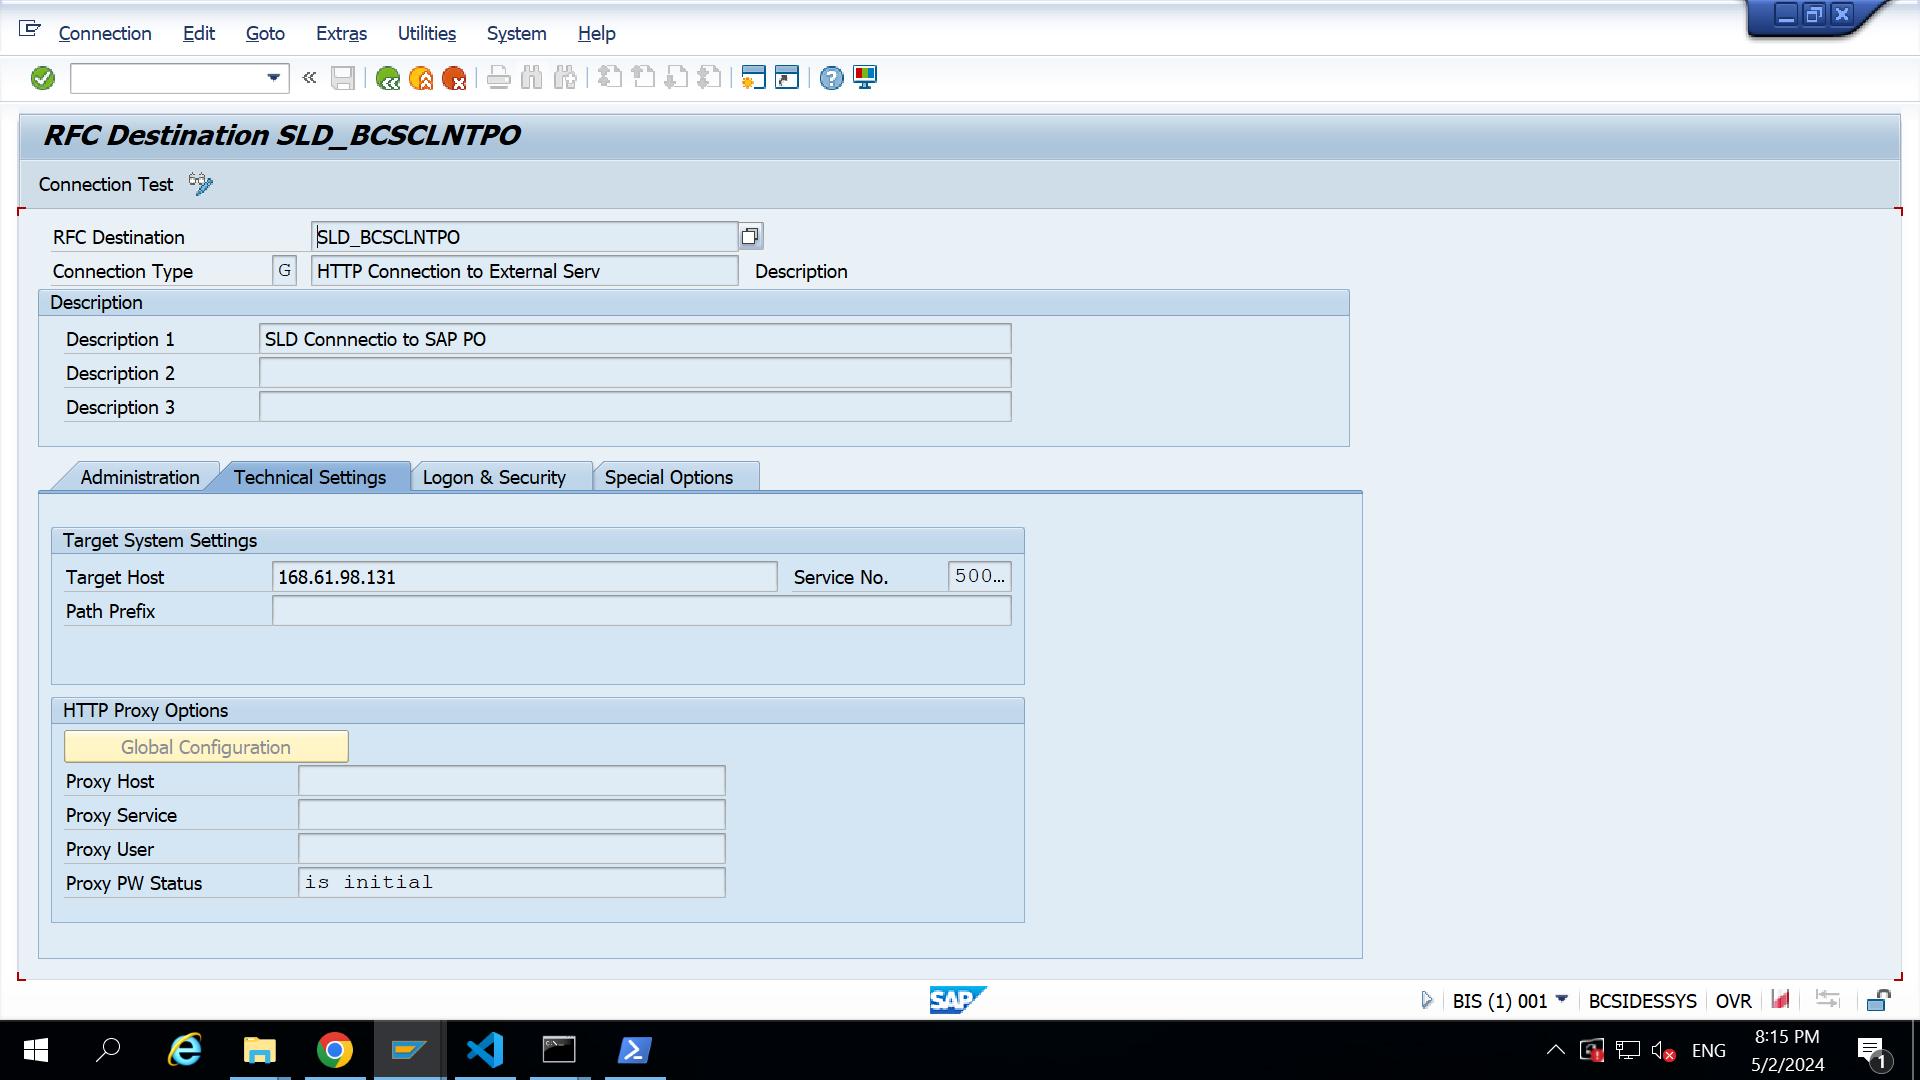 Connection Edit Goto Extras Utilities System Help
RFC Destination SLD_BCSCLNTPO
Connection Test
RFC Destination SLD_BCSCLNTPO
Connection Type G HTTP Connection to External Serv Description
Description
Description 1 SLD Connnectio to SAP PO
Description 2
Description 3
Administration Technical Settings Logon & Security Special Options
Target System Settings
Target Host 168.61.98.131 Service No. 500…
Path Prefix
HTTP Proxy Options
Global Configuration
Proxy Host
Proxy Service
Proxy User
Proxy PW Status is initial
SAP BIS (1) 001 BCSIDESSYS OVR
ENG 8:15 PM
5/2/2024 1